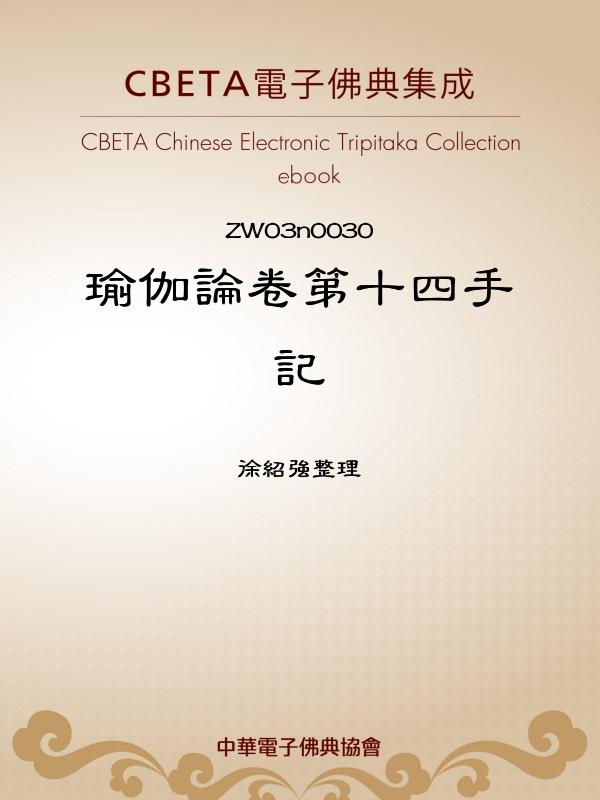 CBETA電子佛典集成
CBETA Chinese Electronic Tripitaka Collection
ebook
ZW03n0030
瑜伽論卷第十四手
記
徐紹強整理
中華電子佛典協會